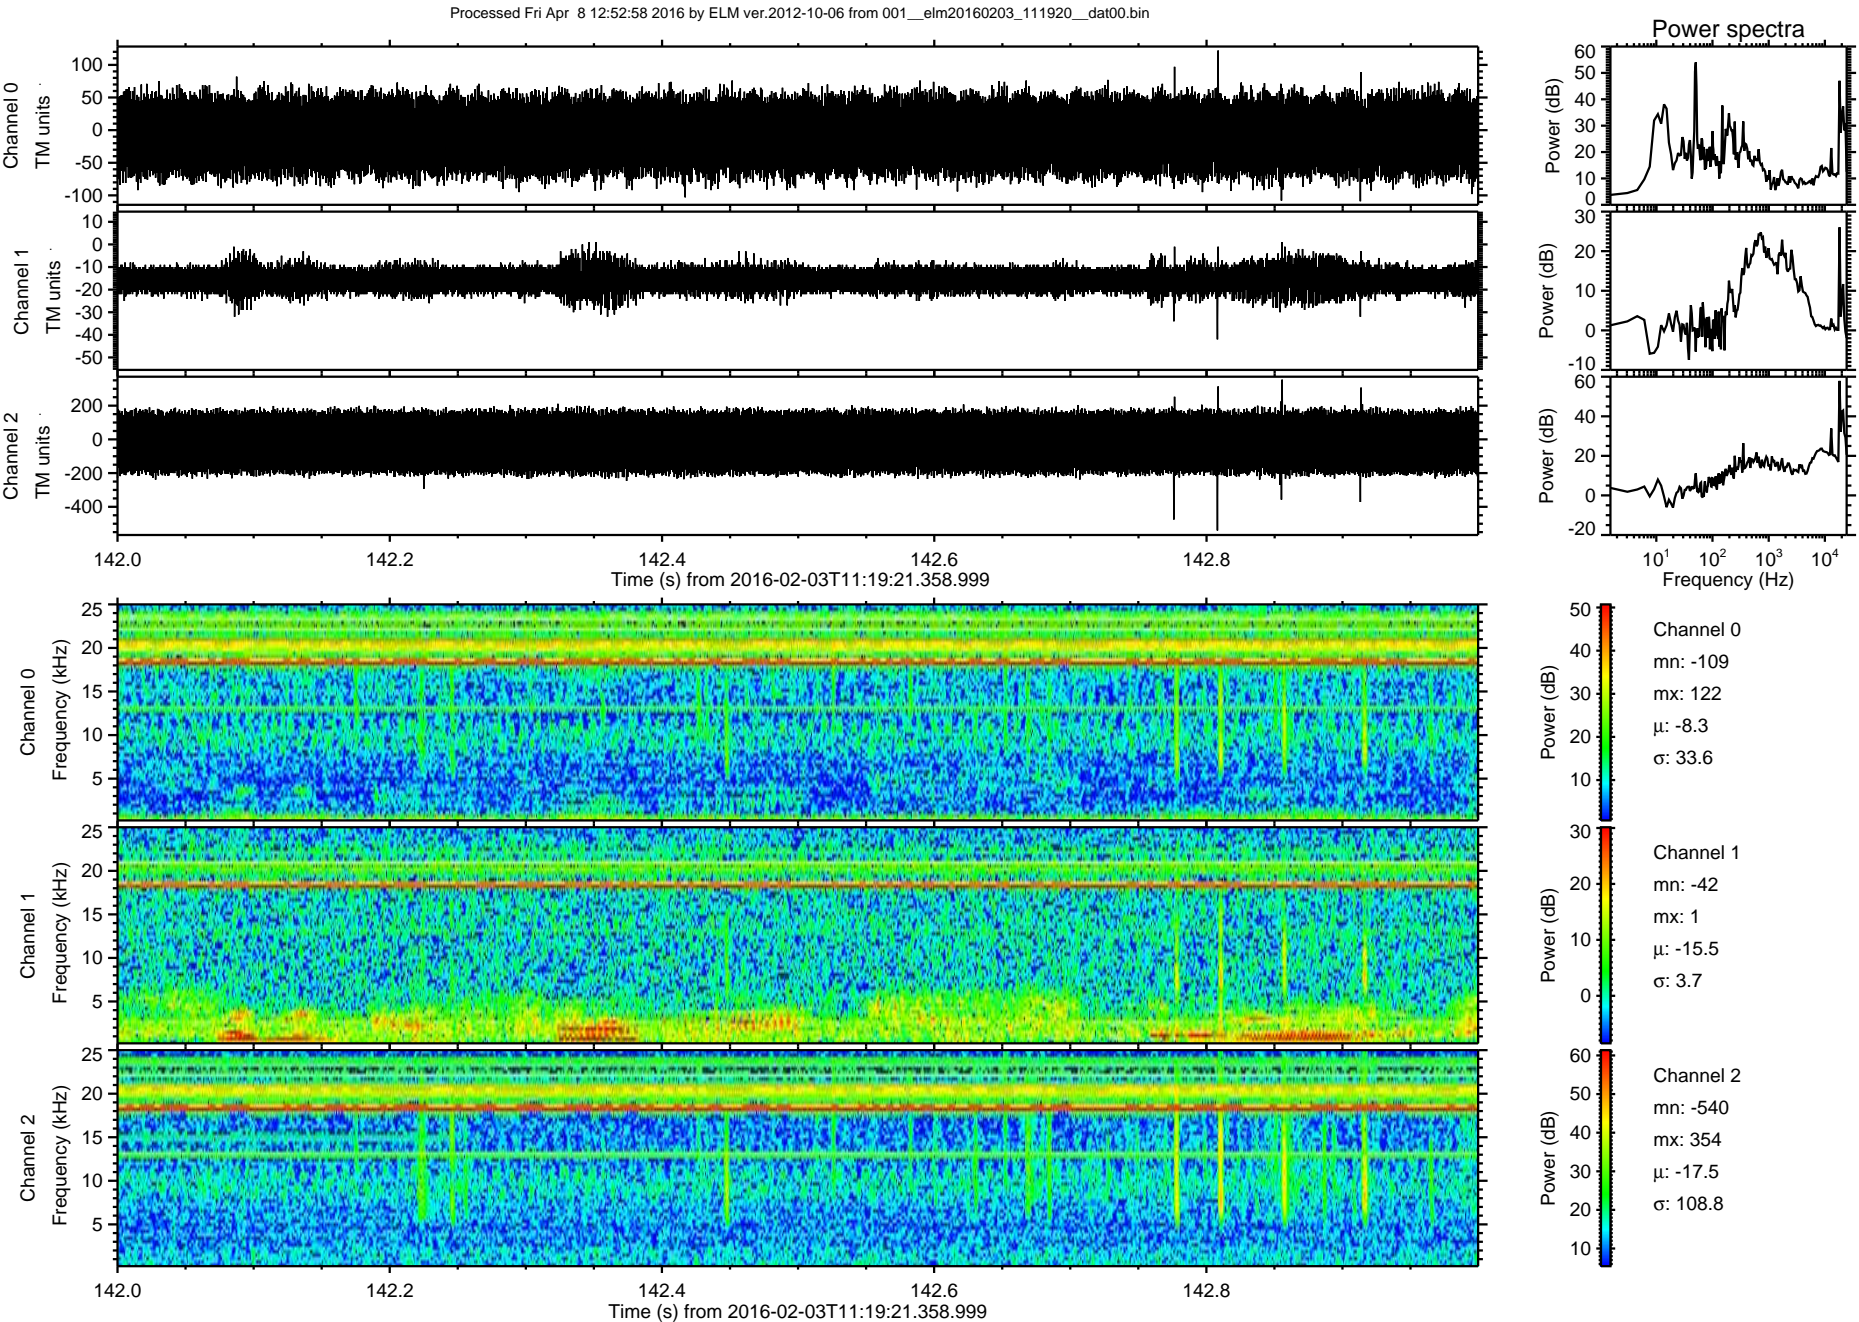 Processed Fri Apr 8 12:52:58 2016 by ELM ver.2012-10-06 from 001__elm20160203_111920__dat00.bin
Power spectra
Channel 0
TM units
100
50
0
-50
-100
Power (dB)
60
50
40
30
20
10
0
Channel 1
TM units
10
0
-10
-20
-30
-40
-50
Power (dB)
30
20
10
0
-10
Channel 2
TM units
200
0
-200
-400
Power (dB)
60
40
20
0
-20
142.0 142.2 142.4 142.6 142.8
Time (s) from 2016-02-03T11:19:21.358.999
10¹ 10² 10³ 10⁴
Frequency (Hz)
Channel 0
Frequency (kHz)
25
20
15
10
5
Power (dB)
50
40
30
20
10
Channel 0
mn: -109
mx: 122
μ: -8.3
σ: 33.6
Channel 1
Frequency (kHz)
25
20
15
10
5
Power (dB)
30
20
10
0
Channel 1
mn: -42
mx: 1
μ: -15.5
σ: 3.7
Channel 2
Frequency (kHz)
25
20
15
10
5
Power (dB)
60
50
40
30
20
10
Channel 2
mn: -540
mx: 354
μ: -17.5
σ: 108.8
142.0 142.2 142.4 142.6 142.8
Time (s) from 2016-02-03T11:19:21.358.999